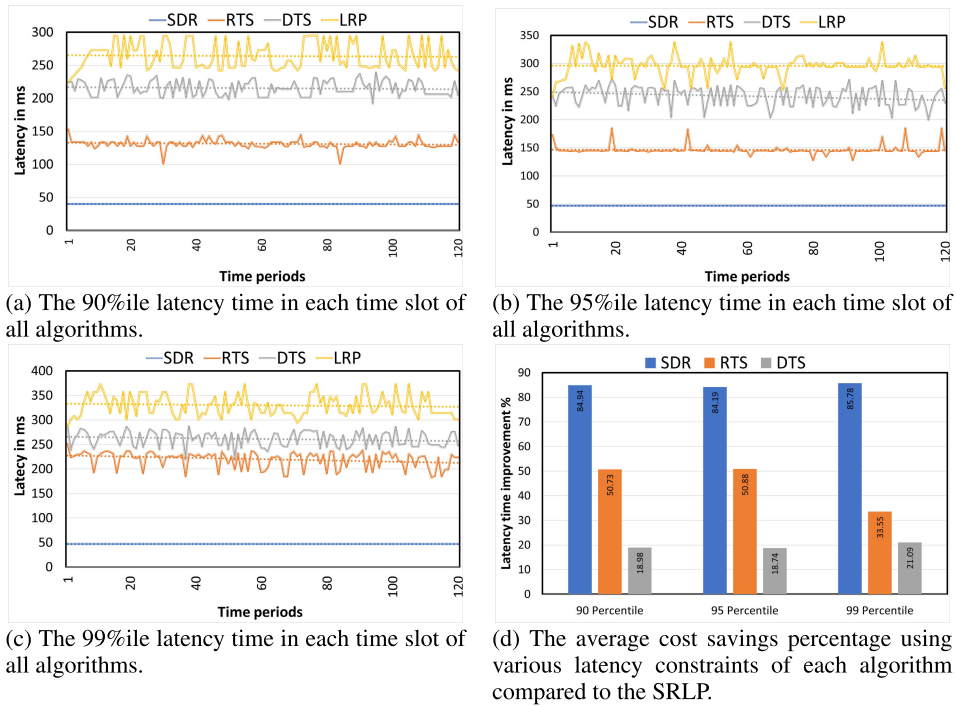 SDR RTS DTS LRP
300
250
200
150
100
50
0
Latency in ms
1 20 40 60 80 100 120
Time periods
(a) The 90%ile latency time in each time slot of
all algorithms.
SDR RTS DTS LRP
350
300
250
200
150
100
50
0
Latency in ms
1 20 40 60 80 100 120
Time periods
(b) The 95%ile latency time in each time slot of
all algorithms.
SDR RTS DTS LRP
400
350
300
250
200
150
100
50
0
Latency in ms
1 20 40 60 80 100 120
Time periods
(c) The 99%ile latency time in each time slot of
all algorithms.
SDR RTS DTS
90
80
70
60
50
40
30
20
10
0
Latency time improvement %
84.94 50.73 18.98 84.19 50.88 18.74 85.78 33.55 21.09
90 Percentile 95 Percentile 99 Percentile
(d) The average cost savings percentage using
various latency constraints of each algorithm
compared to the SRLP.